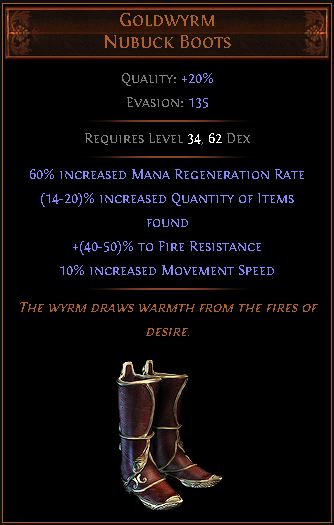 Goldwyrm
Nubuck Boots
Quality: +20%
Evasion: 135
Requires Level 34, 62 Dex
60% increased Mana Regeneration Rate
(14-20)% increased Quantity of Items
found
+(40-50)% to Fire Resistance
10% increased Movement Speed
The wyrm draws warmth from the fires of
desire.